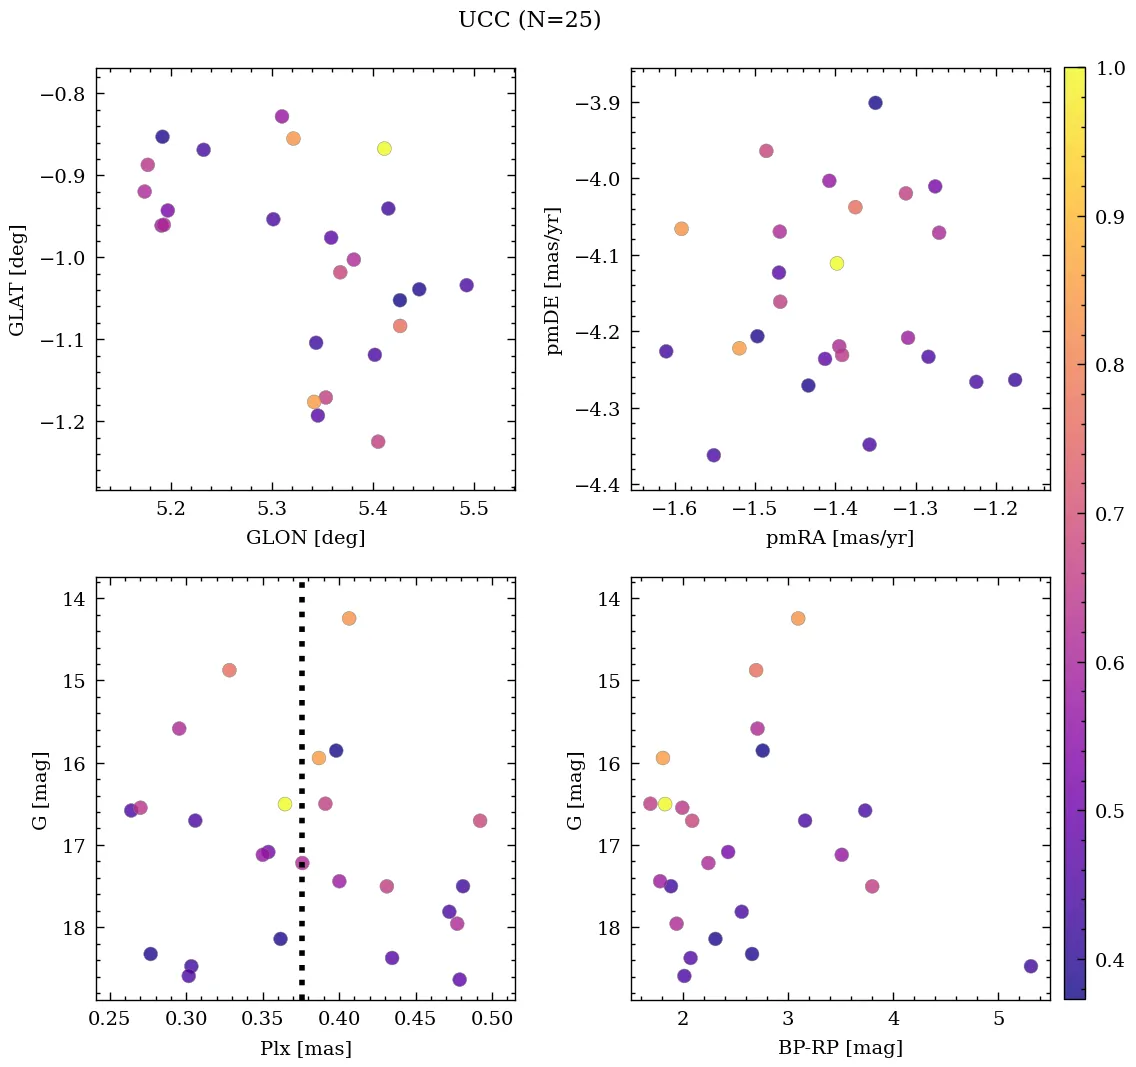 UCC (N=25)
−0.8
−0.9
−1.0
−1.1
−1.2
GLAT [deg]
5.2 5.3 5.4 5.5
GLON [deg]
−3.9
−4.0
−4.1
−4.2
−4.3
−4.4
pmDE [mas/yr]
−1.6 −1.5 −1.4 −1.3 −1.2
pmRA [mas/yr]
14
15
16
17
18
G [mag]
0.25 0.30 0.35 0.40 0.45 0.50
Plx [mas]
14
15
16
17
18
G [mag]
2 3 4 5
BP-RP [mag]
1.0
0.9
0.8
0.7
0.6
0.5
0.4